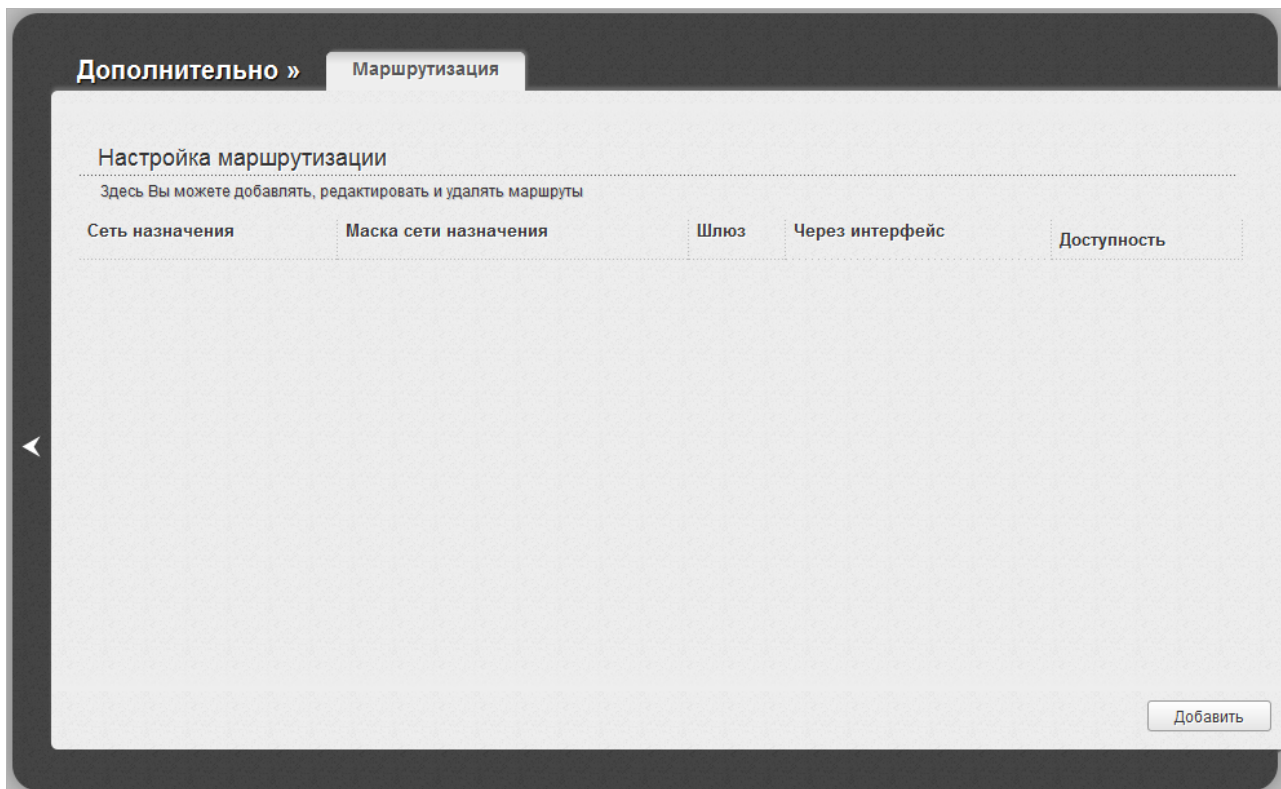 Дополнительно »
Маршрутизация
Настройка маршрутизации
Здесь Вы можете добавлять, редактировать и удалять маршруты
Сеть назначения Маска сети назначения Шлюз Через интерфейс Доступность
Добавить